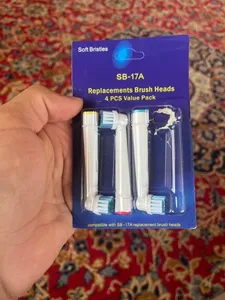 Soft Bristles
SB-17A
Replacements Brush Heads
4 PCS Value Pack
compatible with SB -17A replacement brush heads